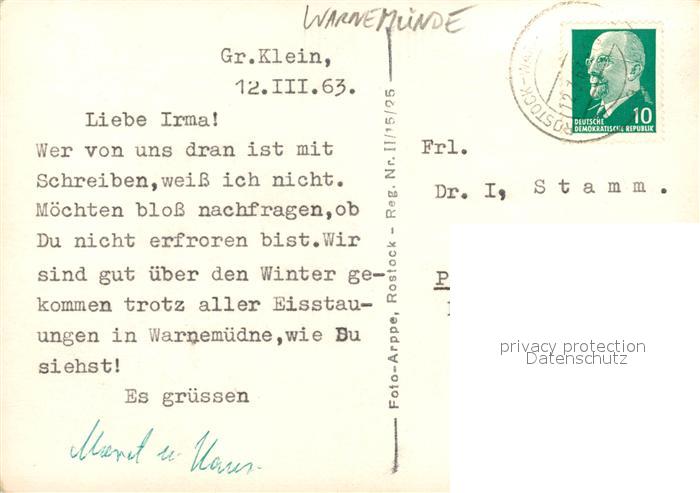 WARNEMÜNDE
Gr.Klein,
12.III.63.
Liebe Irma!
Wer von uns dran ist mit
Schreiben,weiß ich nicht.
Möchten bloß nachfragen,ob
Du nicht erfroren bist.Wir
sind gut über den Winter ge-
kommen trotz aller Eisstau-
ungen in Warnemüdne,wie Du
siehst!
Es grüssen
Foto-Arppe, Rostock - Reg. Nr. II/15/25
ROSTOCK-WA
10
DEUTSCHE
DEMOKRATISCHE REPUBLIK
Frl.
Dr. I, Stamm.
P
privacy protection
Datenschutz